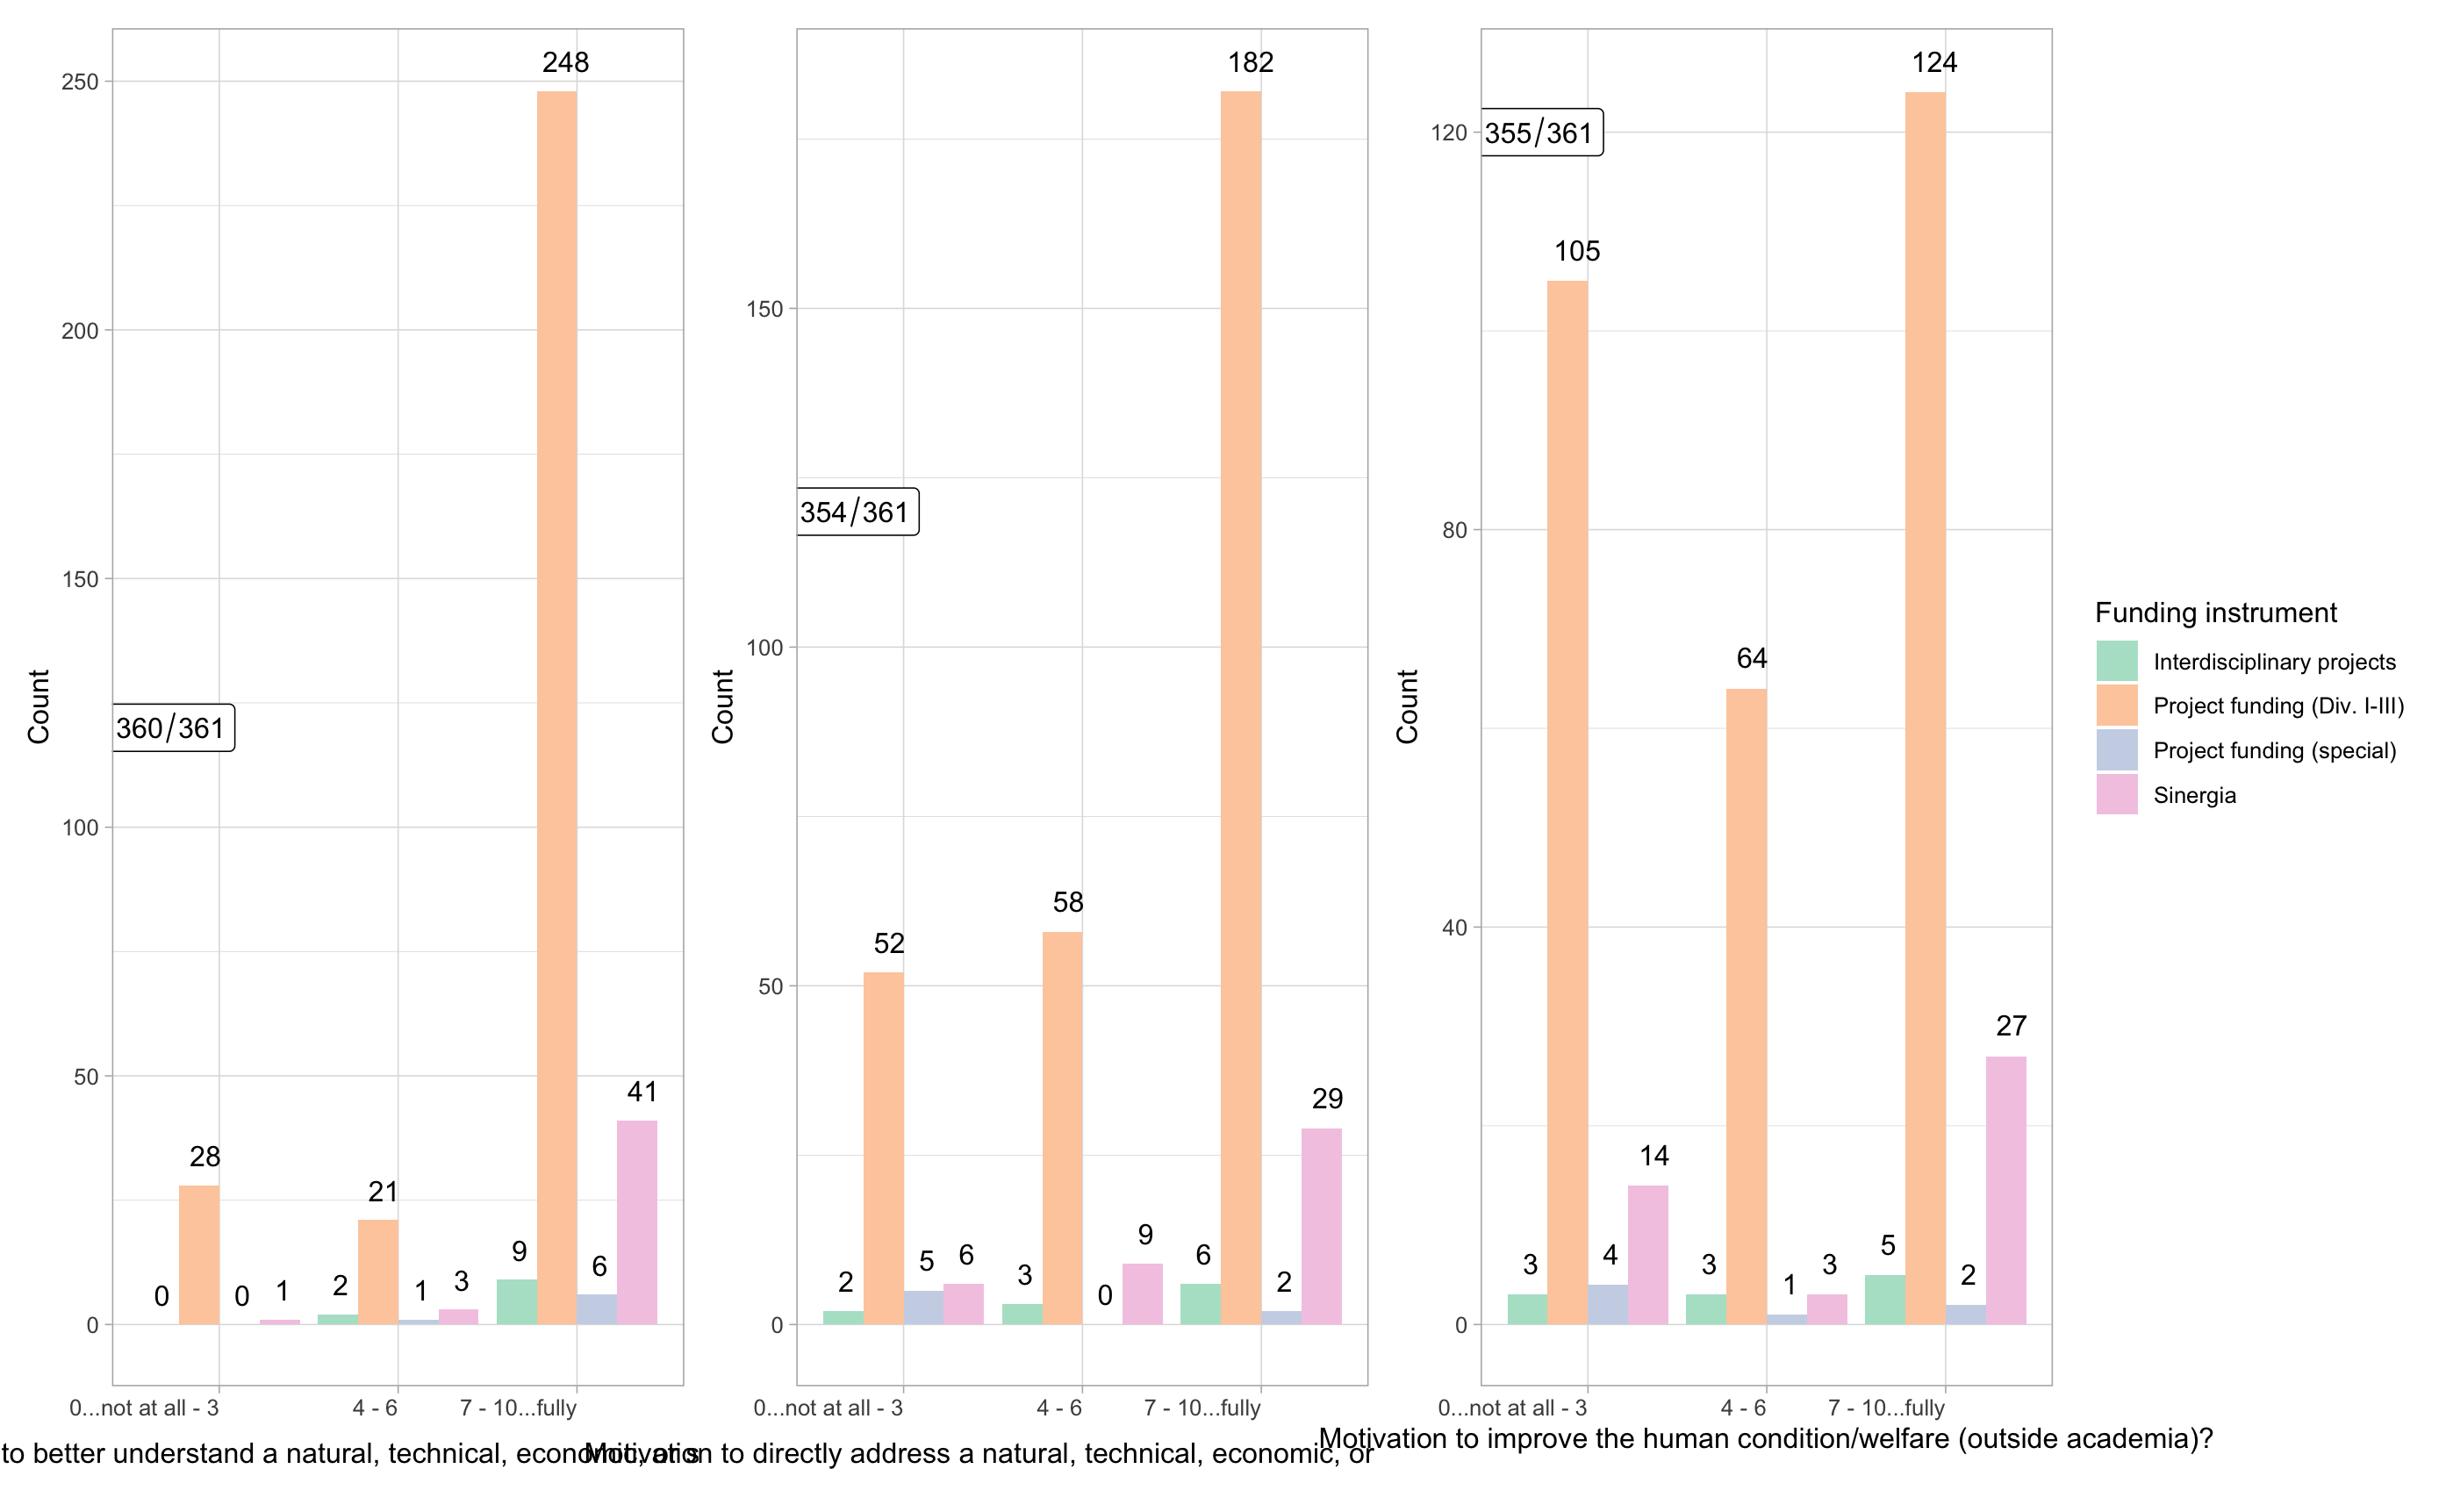 248
250
200
150
100
50
0
Count
360/361
0
28
0
1
2
21
1
3
9
6
41
0...not at all - 3
4 - 6
7 - 10...fully
to better understand a natural, technical, economic, or s
182
150
100
50
0
Count
354/361
2
52
5
6
3
58
0
9
6
2
29
0...not at all - 3
4 - 6
7 - 10...fully
Motivation to directly address a natural, technical, economic, or
124
120
80
40
0
Count
355/361
3
105
4
14
3
64
1
3
5
2
27
0...not at all - 3
4 - 6
7 - 10...fully
Motivation to improve the human condition/welfare (outside academia)?
Funding instrument
Interdisciplinary projects
Project funding (Div. I-III)
Project funding (special)
Sinergia